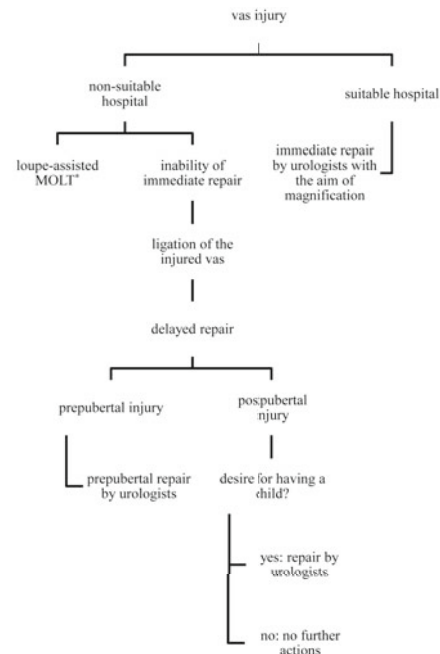 vas injury
non-suitable
hospital
suitable hospital
loupe-assisted
MOLT*
inability of
immediate repair
immediate repair
by urologists with
the aim of
magnification
ligation of the
injured vas
delayed repair
prepubertal injury
pospubertal
njury
prepubertal repair
by urologists
desire for having a
child?
yes: repair by
urologists
no: no further
actions